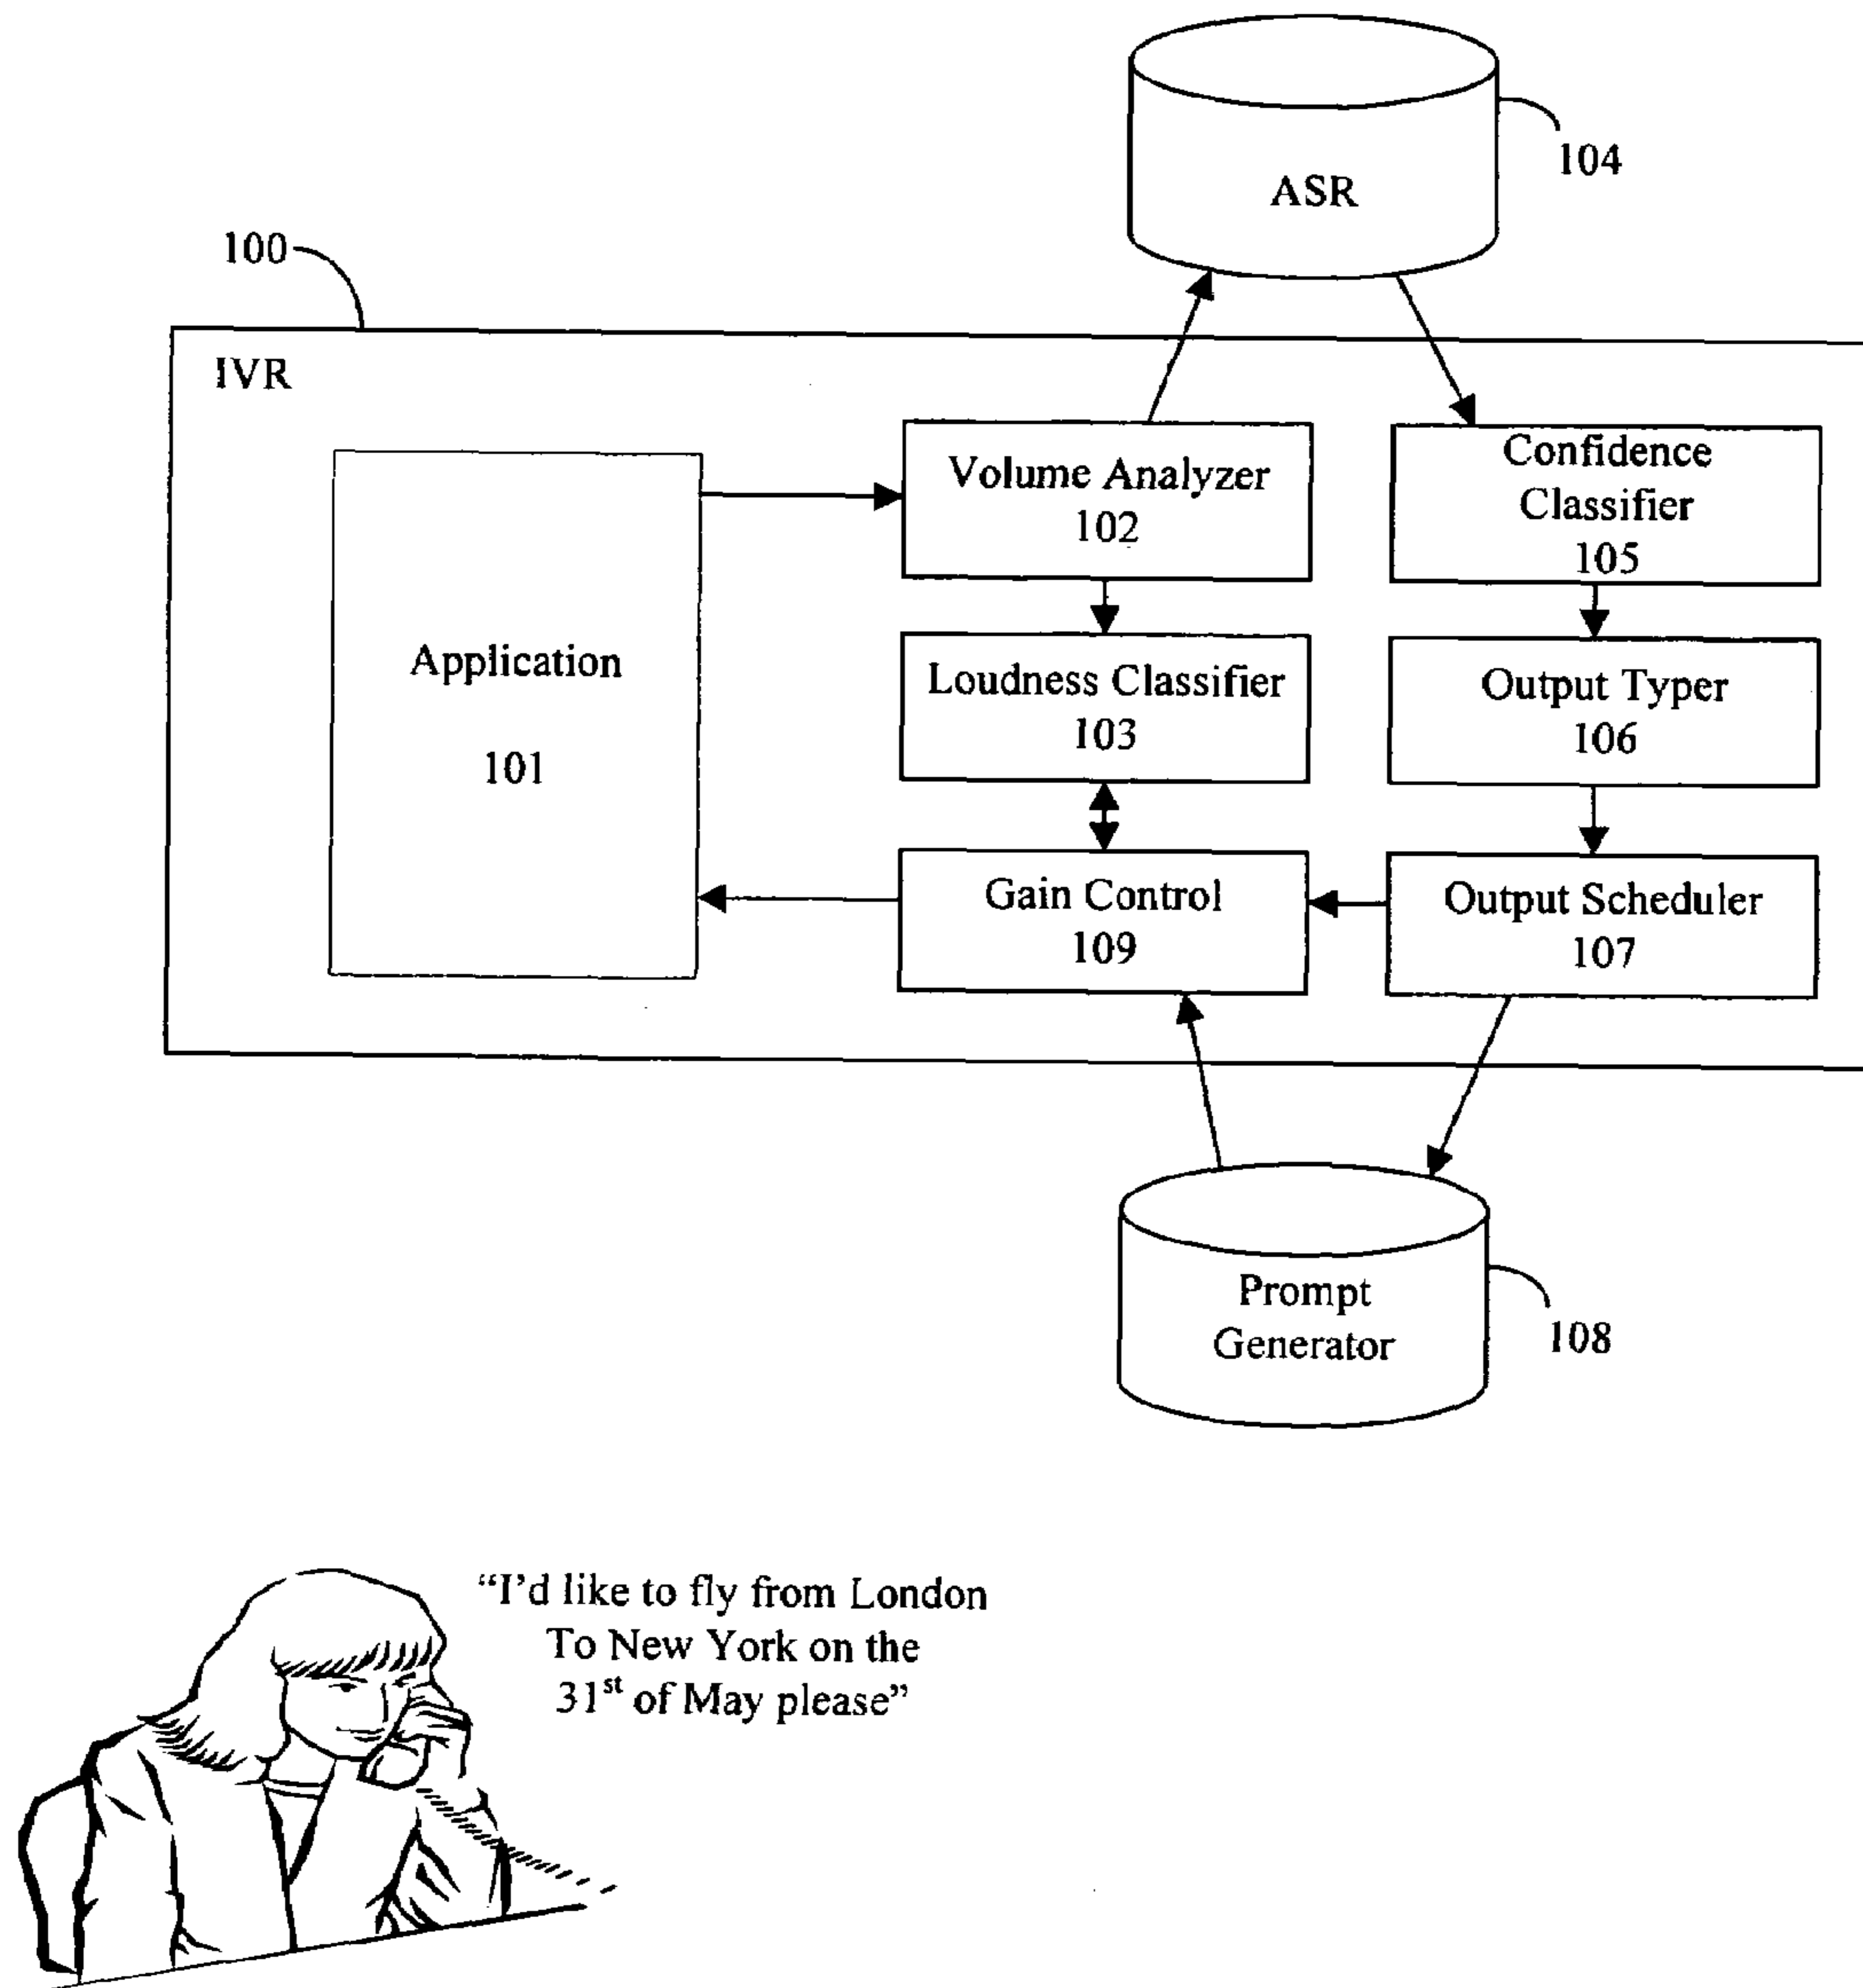 ASR
104
100
IVR
Application
101
Volume Analyzer
102
Confidence
Classifier
105
Loudness Classifier
103
Output Typer
106
Gain Control
109
Output Scheduler
107
Prompt
Generator
108
“I’d like to fly from London
To New York on the
31st of May please”